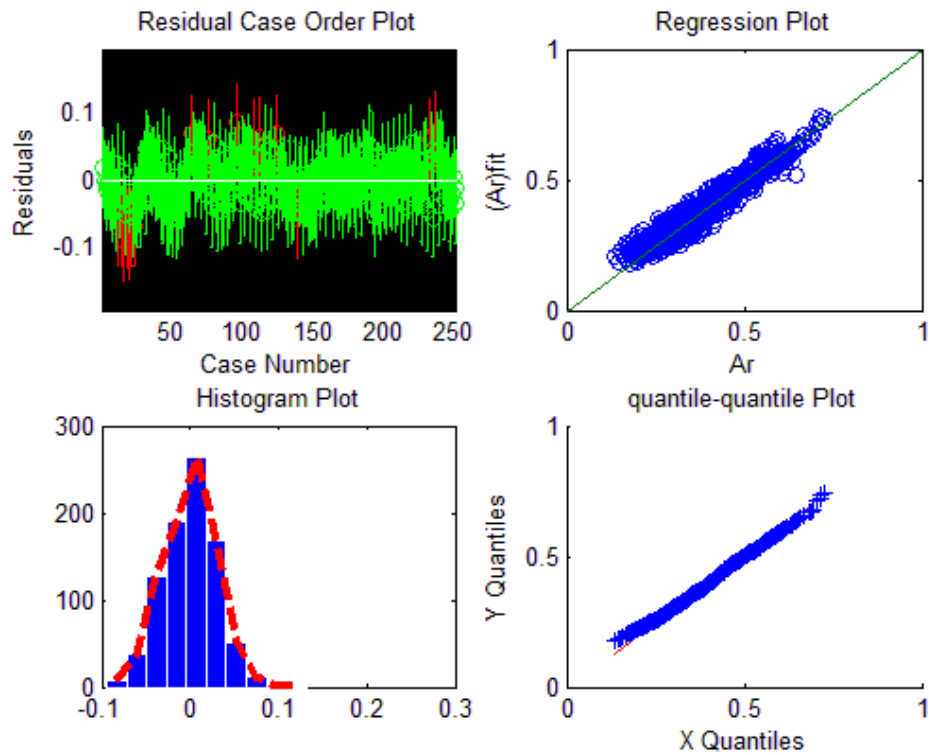 Residual Case Order Plot
Residuals
0.1
0
-0.1
50
100
150
200
250
Case Number
Regression Plot
(Ar)fit
1
0.5
0
0
0.5
1
Ar
Histogram Plot
300
200
100
0
-0.1
0
0.1
0.2
0.3
quantile-quantile Plot
Y Quantiles
1
0.5
0
0
0.5
1
X Quantiles